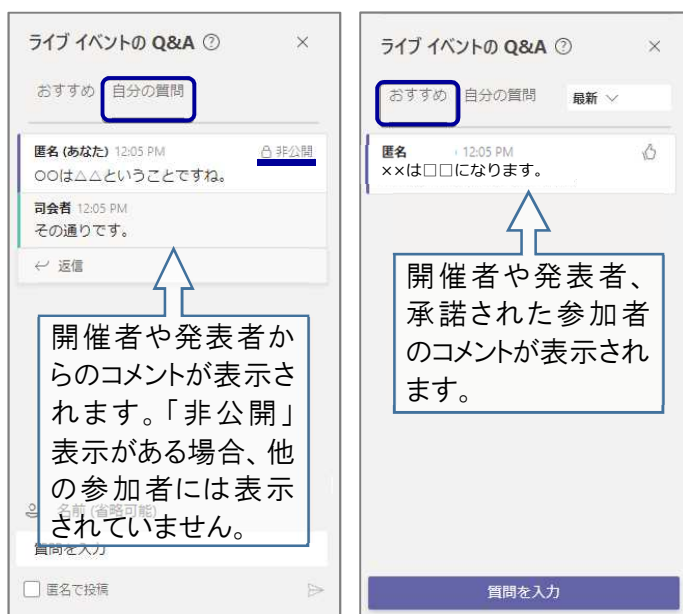 ライブ イベントの Q&A ?
おすすめ 自分の質問
匿名 (あなた) 12:05 PM 非公開
○○は△△ということですね。
司会者 12:05 PM
その通りです。
返信
開催者や発表者か
らのコメントが表示さ
れます。「非公開」
表示がある場合、他
の参加者には表示
されていません。
名前 (省略可能)
質問を入力
匿名で投稿
ライブ イベントの Q&A ?
おすすめ 自分の質問 最新
匿名 12:05 PM
××は□□になります。
開催者や発表者、
承諾された参加者
のコメントが表示され
ます。
質問を入力